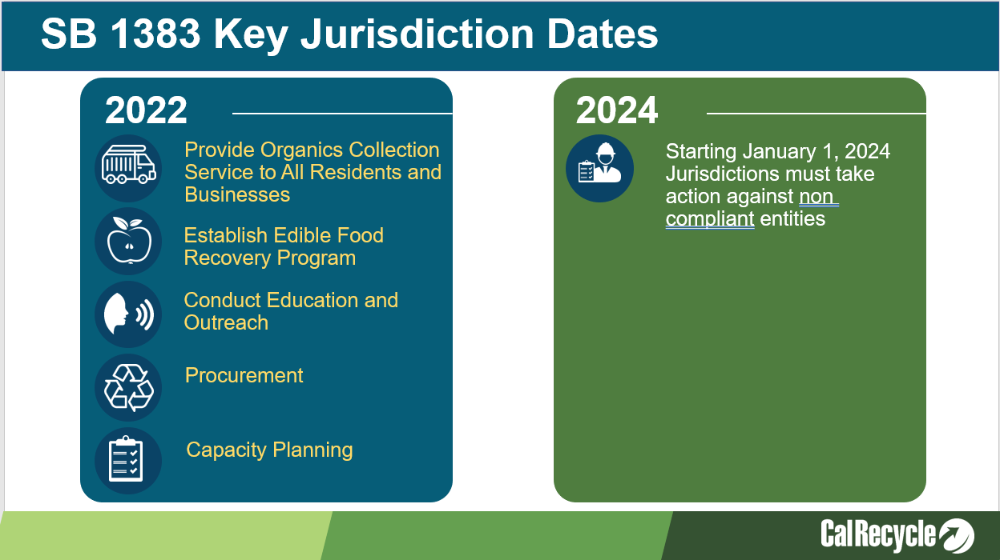 SB 1383 Key Jurisdiction Dates
2022
Provide Organics Collection
Service to All Residents and
Businesses
Establish Edible Food
Recovery Program
Conduct Education and
Outreach
Procurement
Capacity Planning
2024
Starting January 1, 2024
Jurisdictions must take
action against non
compliant entities
CalRecycle